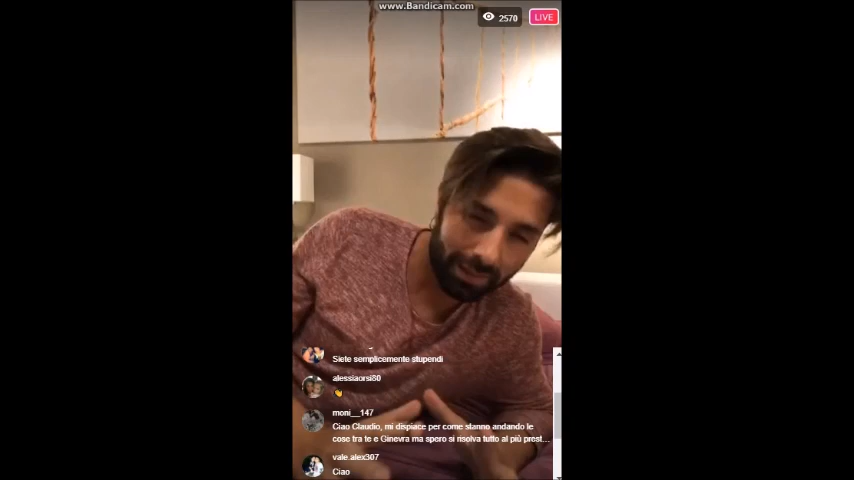 www.Bandicam.com
2570 LIVE
Siete semplicemente stupendi
alessiaorsi80
moni__147
Ciao Claudio, mi dispiace per come stanno andando le
cose tra te e Ginevra ma spero si risolva tutto al più prest...
vale.alex307
Ciao